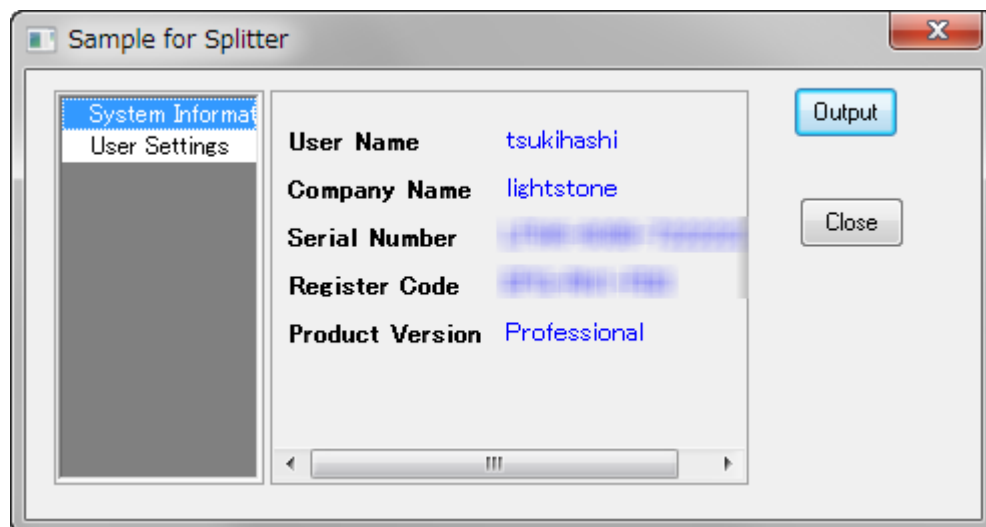 Sample for Splitter
System Informat
User Settings
User Name tsukihashi
Company Name lightstone
Serial Number
Register Code
Product Version Professional
Output
Close